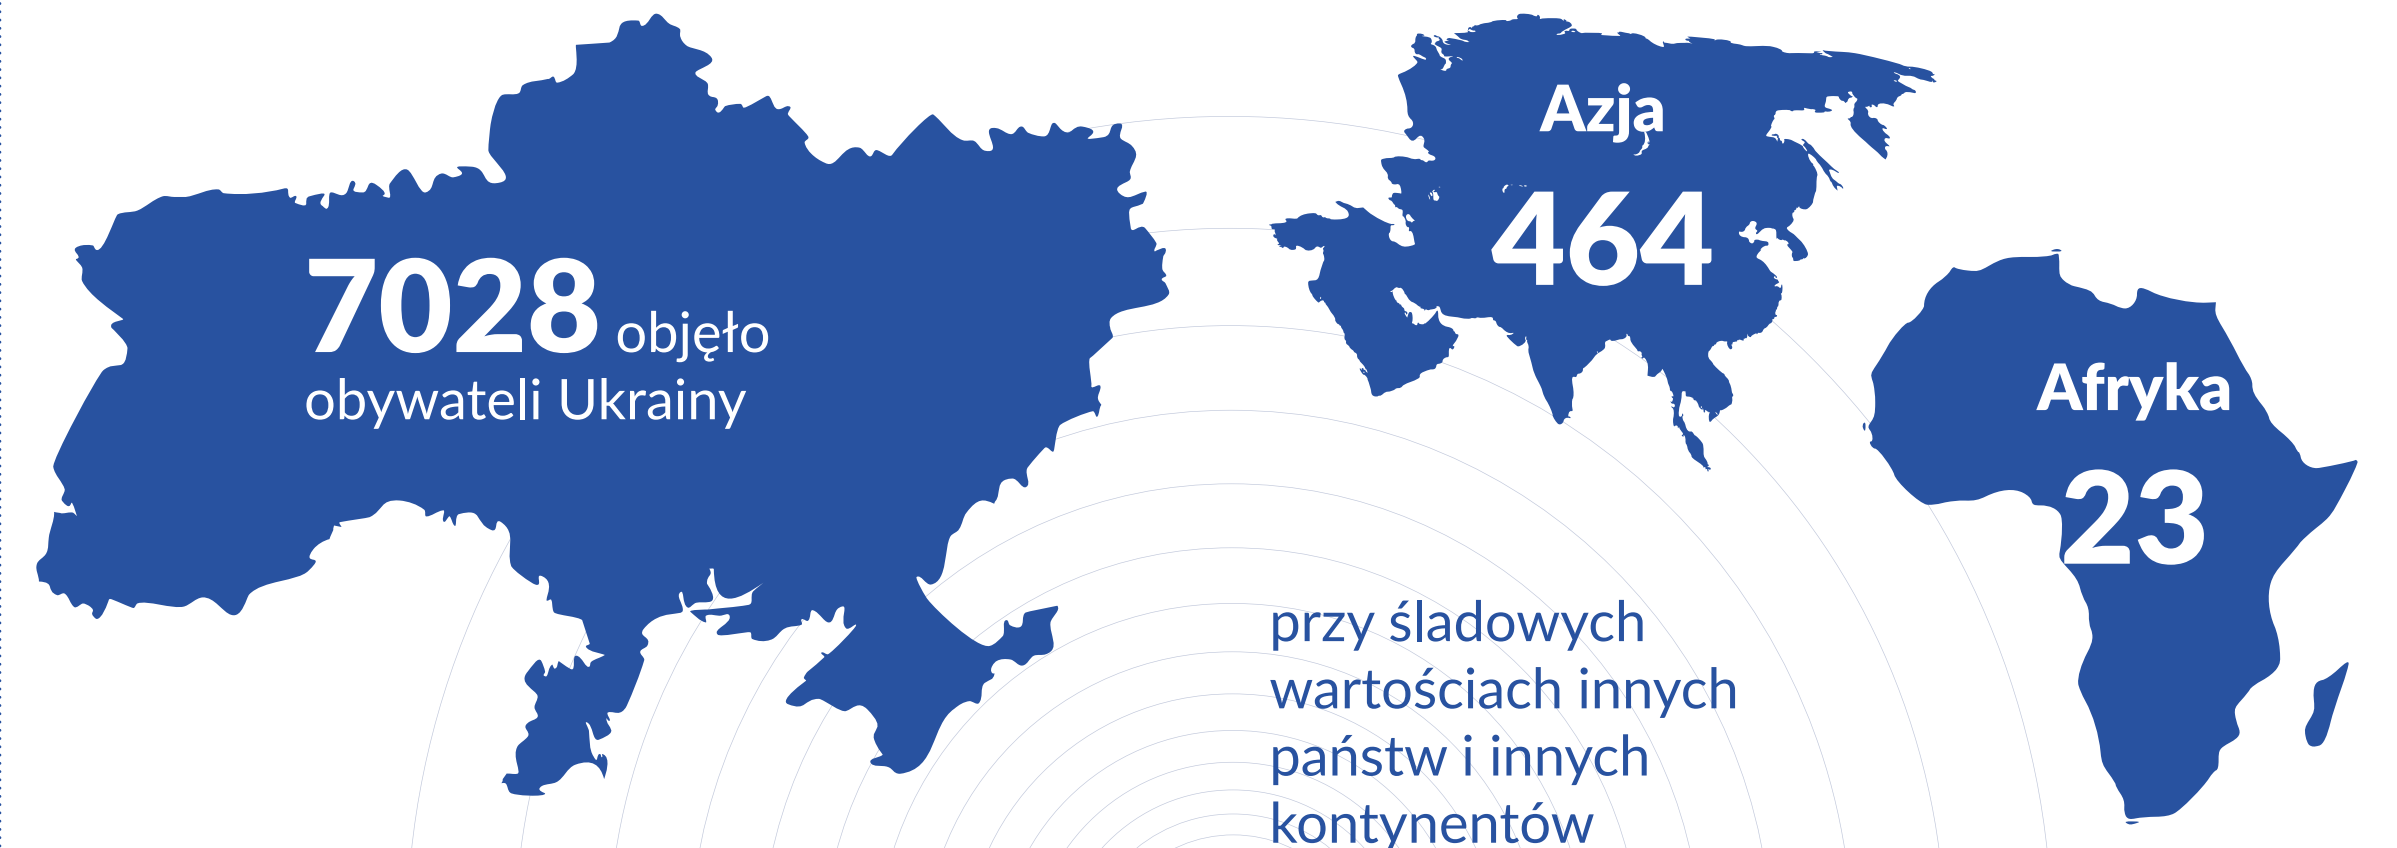 7028 objęło
obywateli Ukrainy
Azja
464
Afryka
23
przy śladowych
wartościach innych
państw i innych
kontynentów